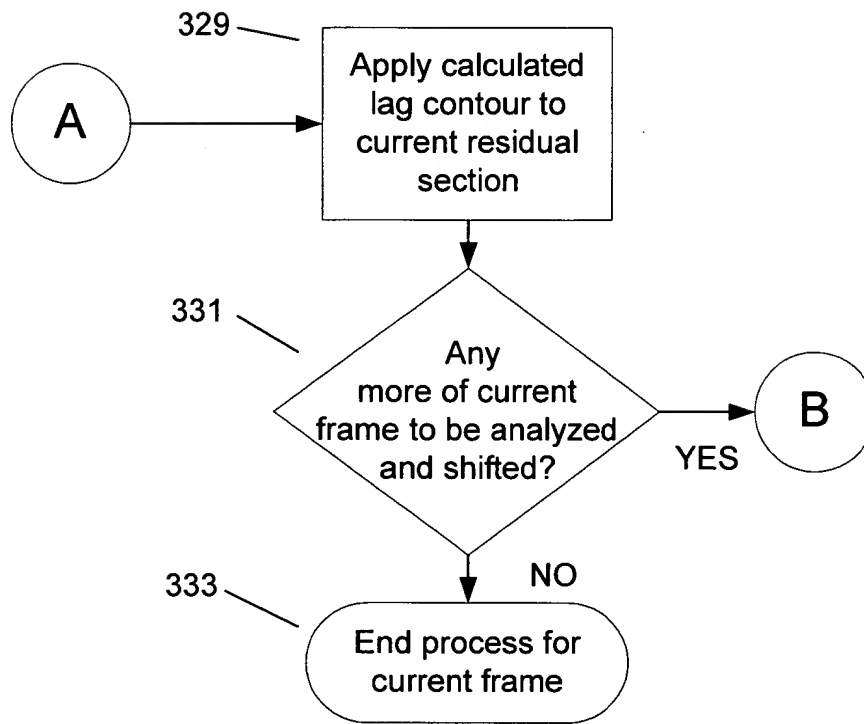 329
Apply calculated
lag contour to
current residual
section
A
331
Any
more of current
frame to be analyzed
and shifted?
B
YES
NO
333
End process for
current frame